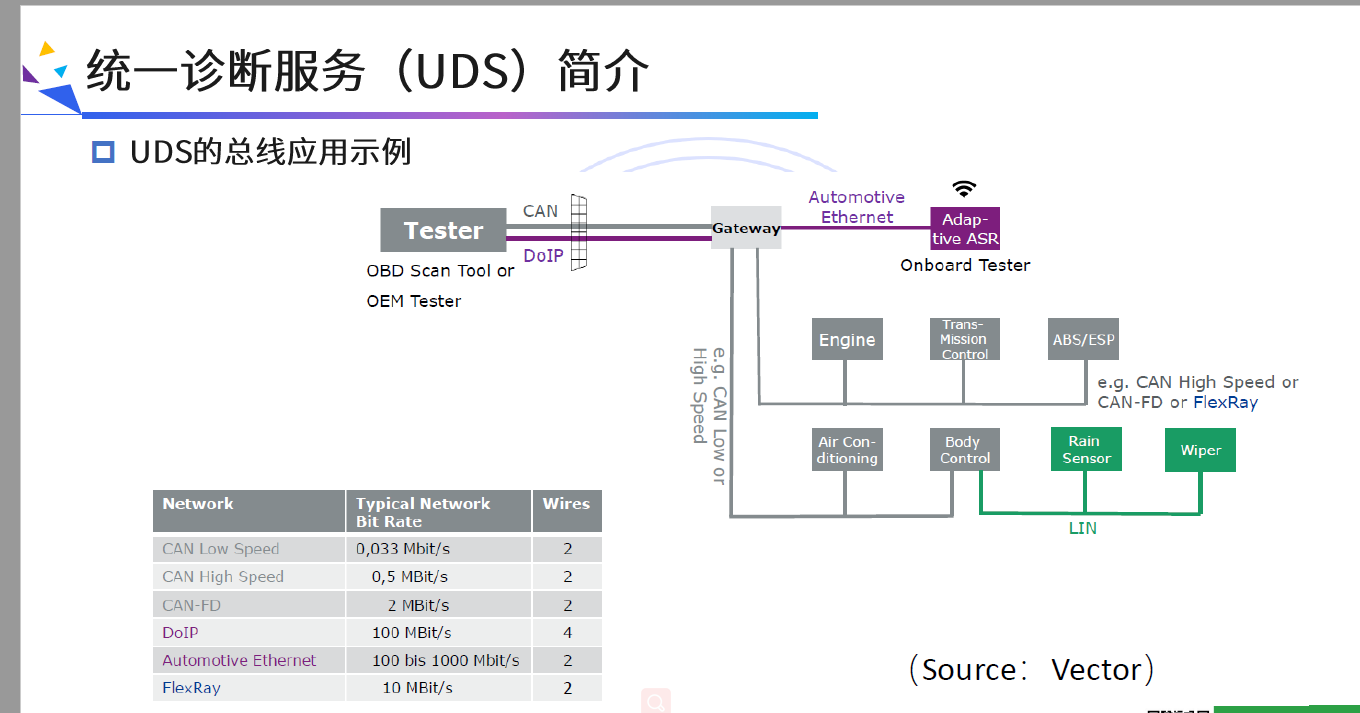 统一诊断服务（UDS）简介
UDS的总线应用示例
CAN
Tester
DoIP
OBD Scan Tool or
OEM Tester
Gateway
Automotive
Ethernet
Adap-
tive ASR
Onboard Tester
Engine
Trans-
Mission
Control
ABS/ESP
e.g. CAN High Speed or
CAN-FD or FlexRay
e.g. CAN Low or
High Speed
Air Con-
ditioning
Body
Control
Rain
Sensor
Wiper
LIN
Network Typical Network Wires
Bit Rate
CAN Low Speed 0,033 Mbit/s 2
CAN High Speed 0,5 MBit/s 2
CAN-FD 2 MBit/s 2
DoIP 100 MBit/s 4
Automotive Ethernet 100 bis 1000 Mbit/s 2
FlexRay 10 MBit/s 2
（Source： Vector）